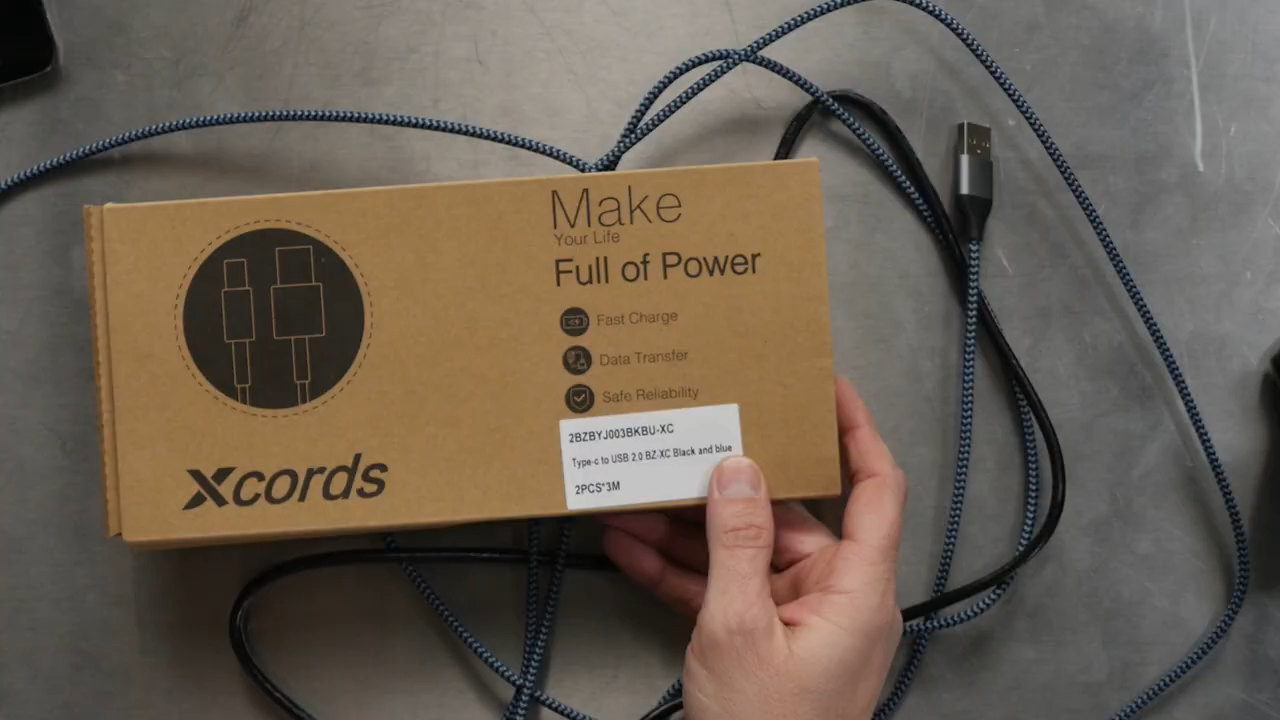 Make
Your Life
Full of Power
Fast Charge
Data Transfer
Safe Reliability
2BZBYJ003BKBU-XC
Type-c to USB 2.0 BZ-XC Black and blue
2PCS*3M
Xcords